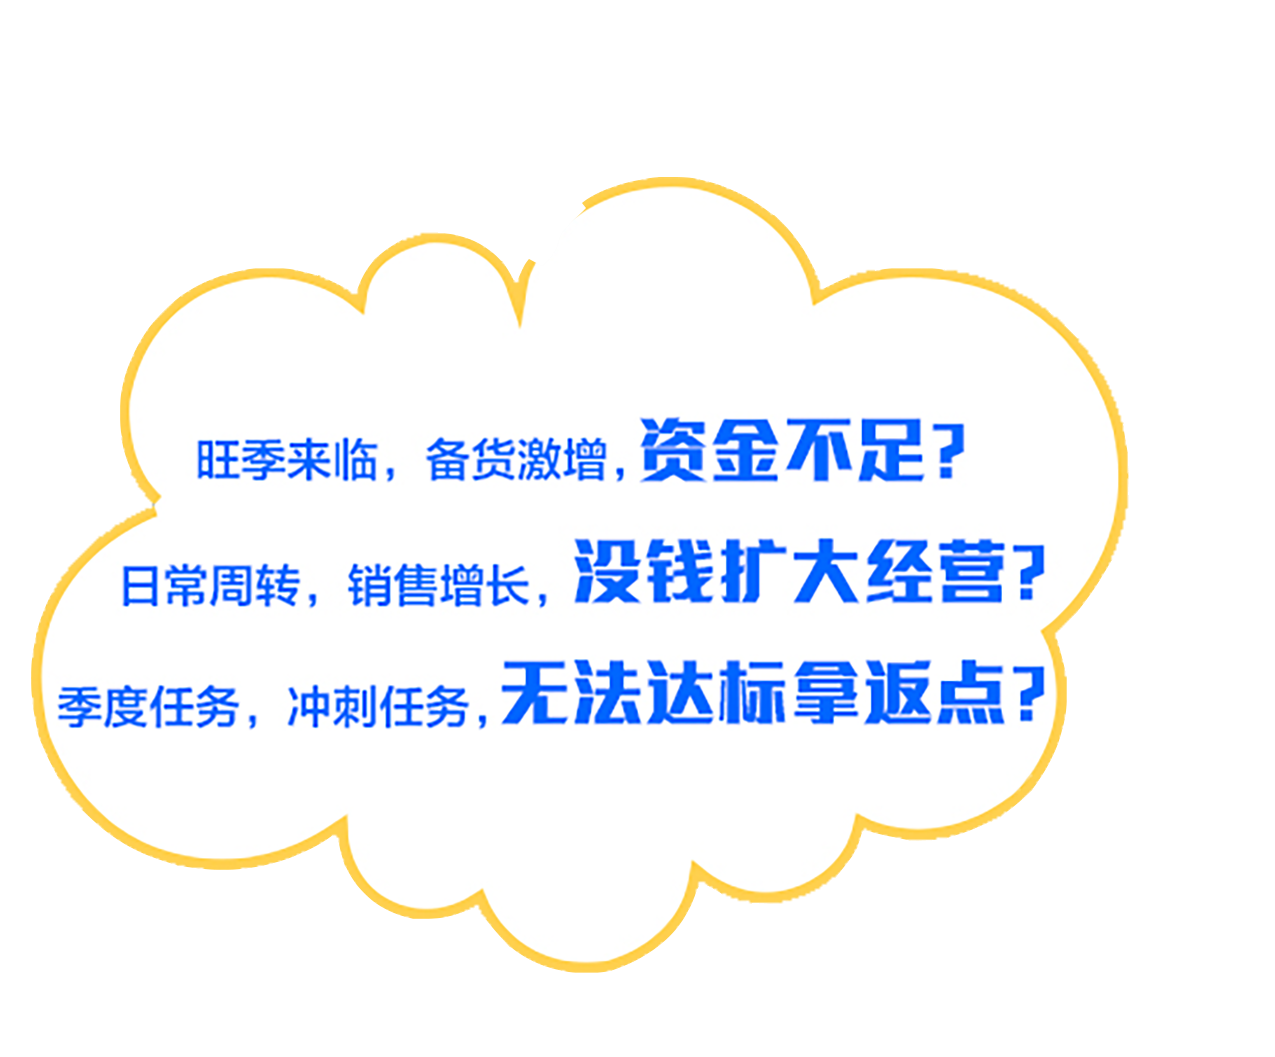 旺季来临，备货激增，资金不足？
日常周转，销售增长，没钱扩大经营？
季度任务，冲刺任务，无法达标拿返点？